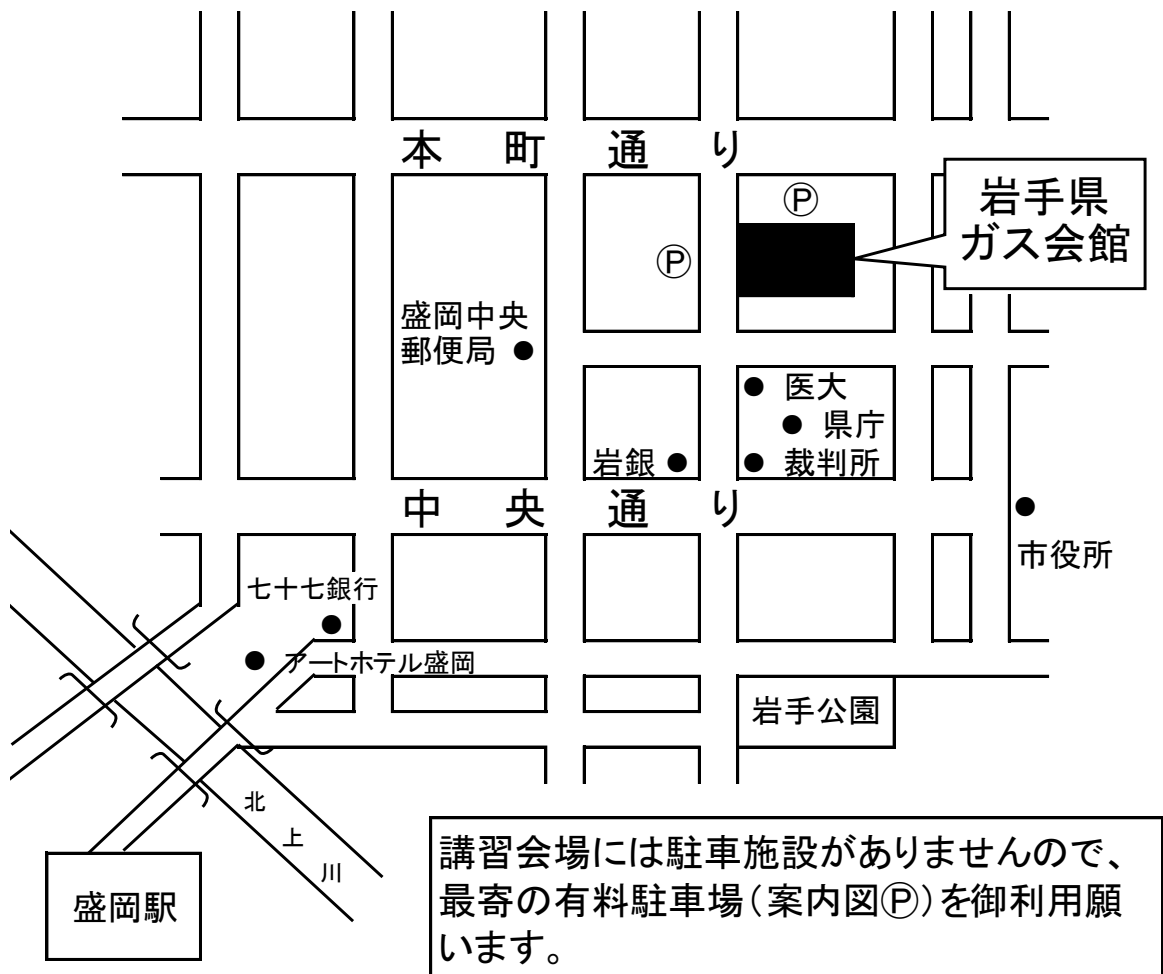 本町通り
岩手県
ガス会館
Ⓟ
Ⓟ
盛岡中央
郵便局
医大
県庁
岩銀
裁判所
中央通り
市役所
七十七銀行
アートホテル盛岡
岩手公園
北上川
盛岡駅
講習会場には駐車施設がありませんので、
最寄の有料駐車場(案内図Ⓟ)を御利用願
います。